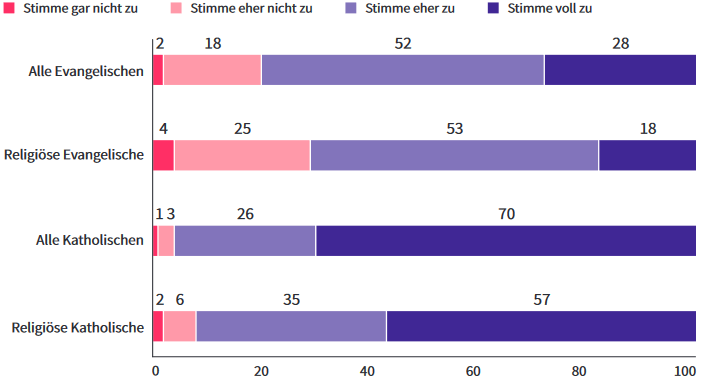 Stimme gar nicht zu Stimme eher nicht zu Stimme eher zu Stimme voll zu
2 18 52 28
Alle Evangelischen
4 25 53 18
Religiöse Evangelische
1 3 26 70
Alle Katholischen
2 6 35 57
Religiöse Katholische
0 20 40 60 80 100